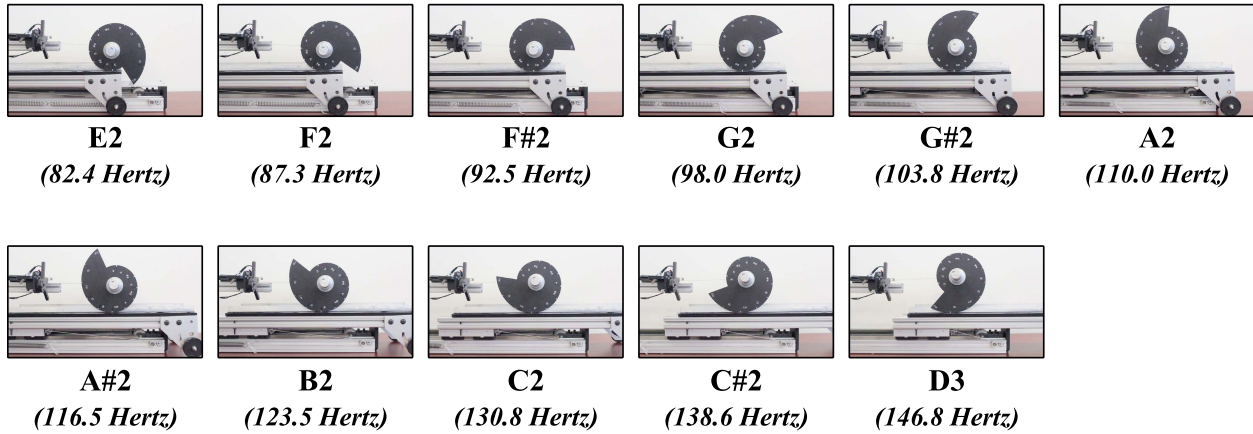 E2 F2 F#2 G2 G#2 A2
(82.4 Hertz) (87.3 Hertz) (92.5 Hertz) (98.0 Hertz) (103.8 Hertz) (110.0 Hertz)
A#2 B2 C2 C#2 D3
(116.5 Hertz) (123.5 Hertz) (130.8 Hertz) (138.6 Hertz) (146.8 Hertz)